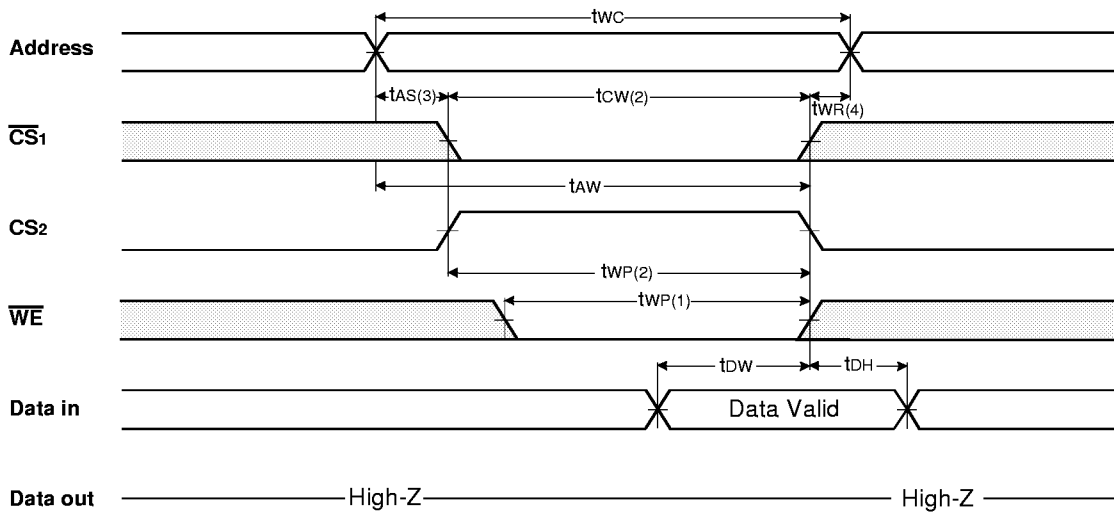 tWC
Address
tAS(3) tCW(2) tWR(4)
CS1
tAW
CS2
tWP(2)
tWP(1)
WE
tDW tDH
Data in Data Valid
Data out High-Z High-Z